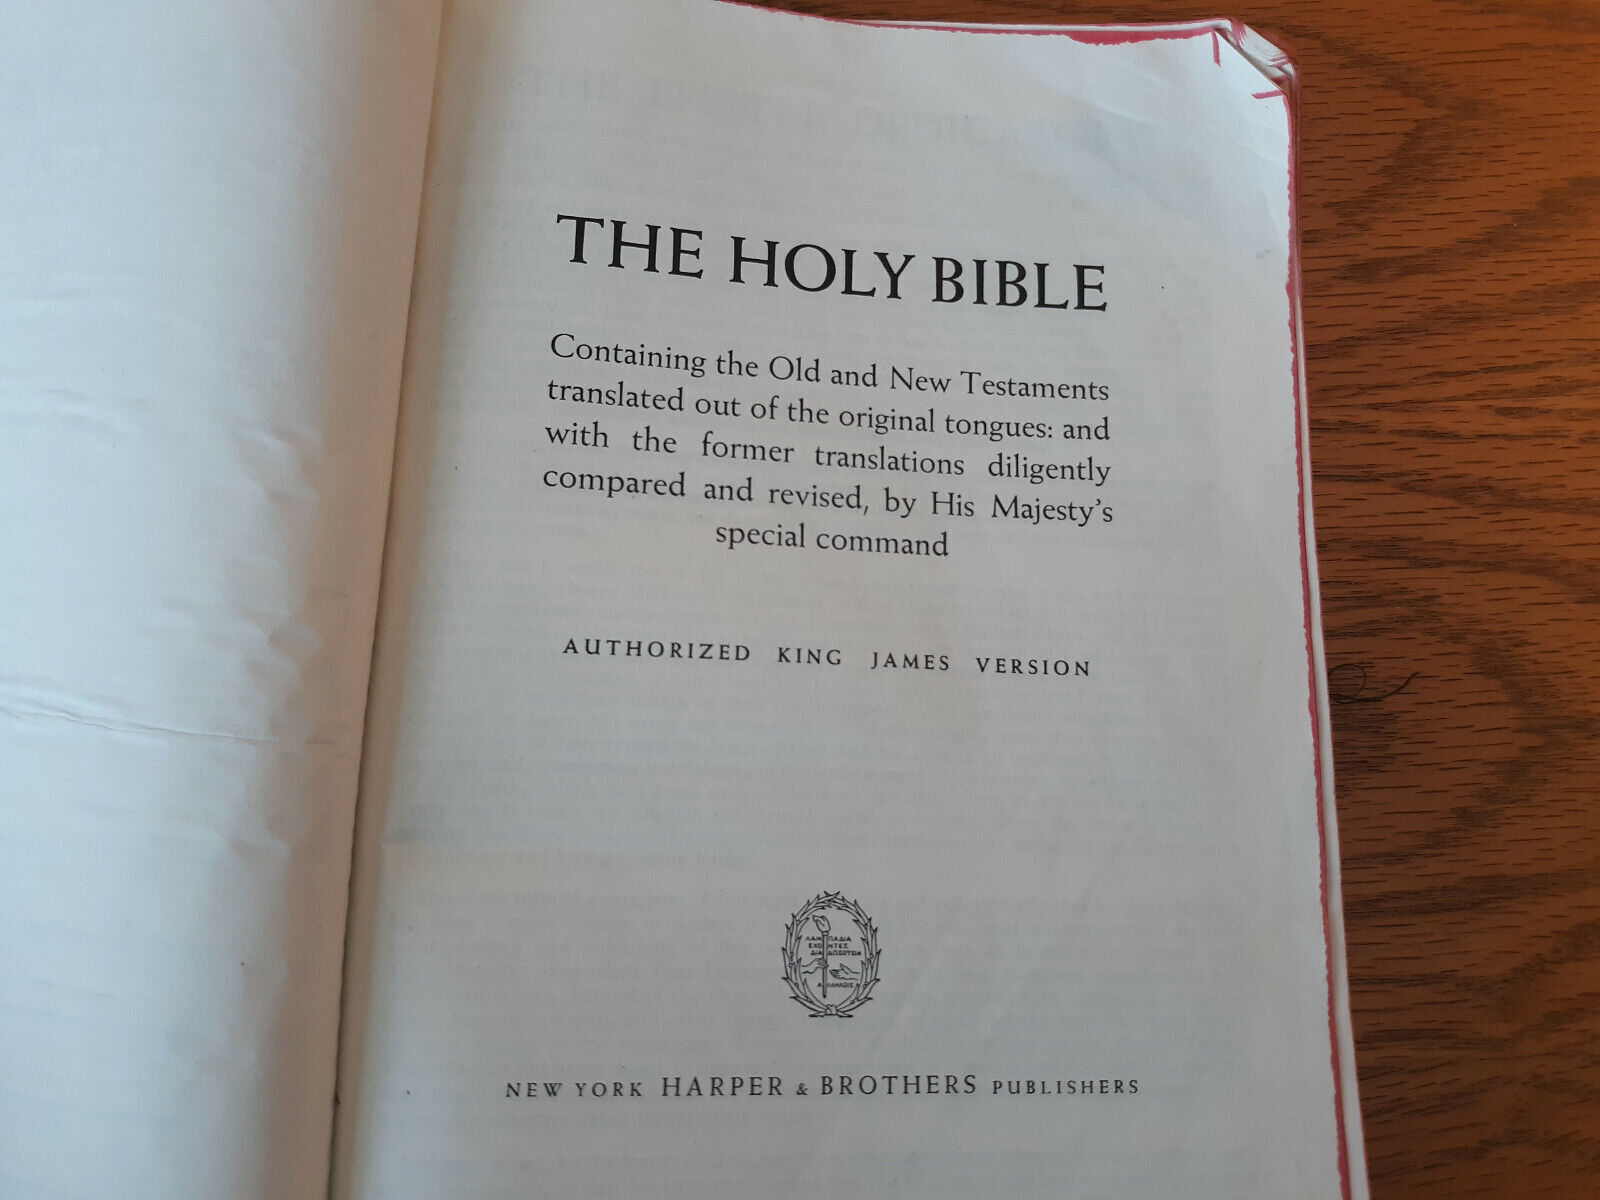 THE HOLY BIBLE
Containing the Old and New Testaments
translated out of the original tongues: and
with the former translations diligently
compared and revised, by His Majesty's
special command
AUTHORIZED KING JAMES VERSION
ΛΑΜΠΑΔΙΑ
ΕΧΟΝΤΕΣ
NEW YORK HARPER & BROTHERS PUBLISHERS